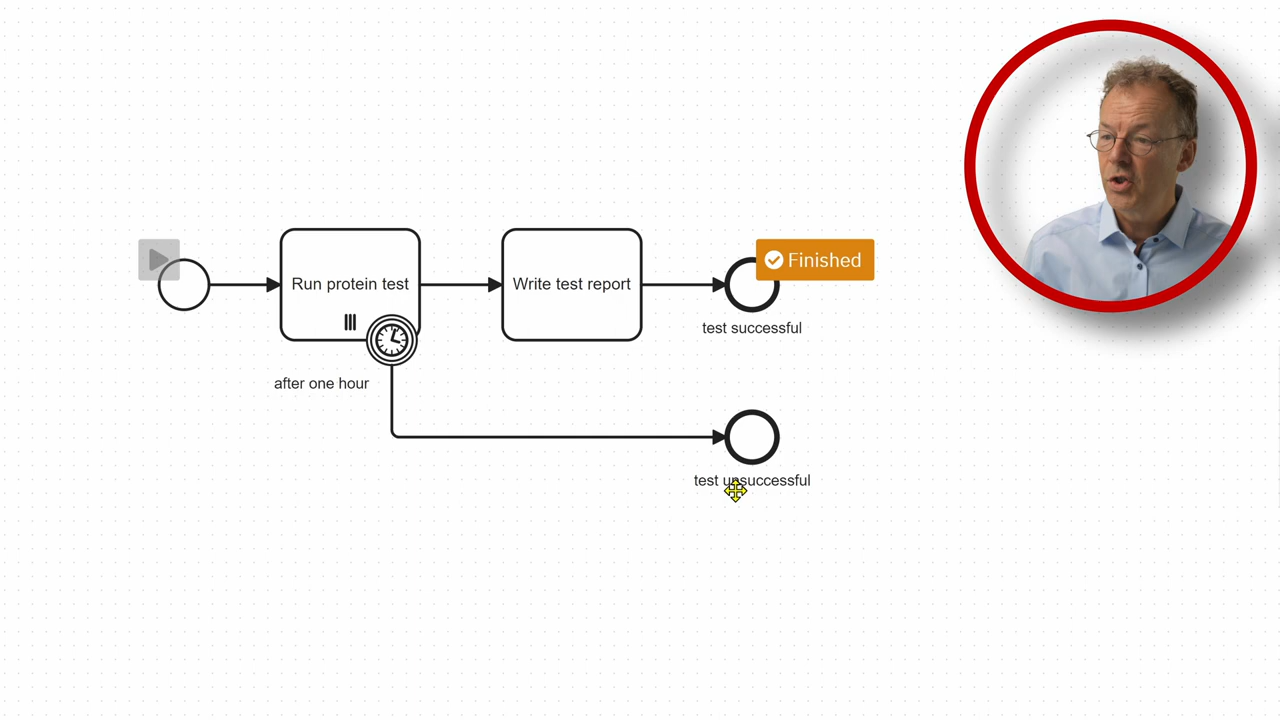 Finished
Run protein test
Write test report
test successful
after one hour
test unsuccessful